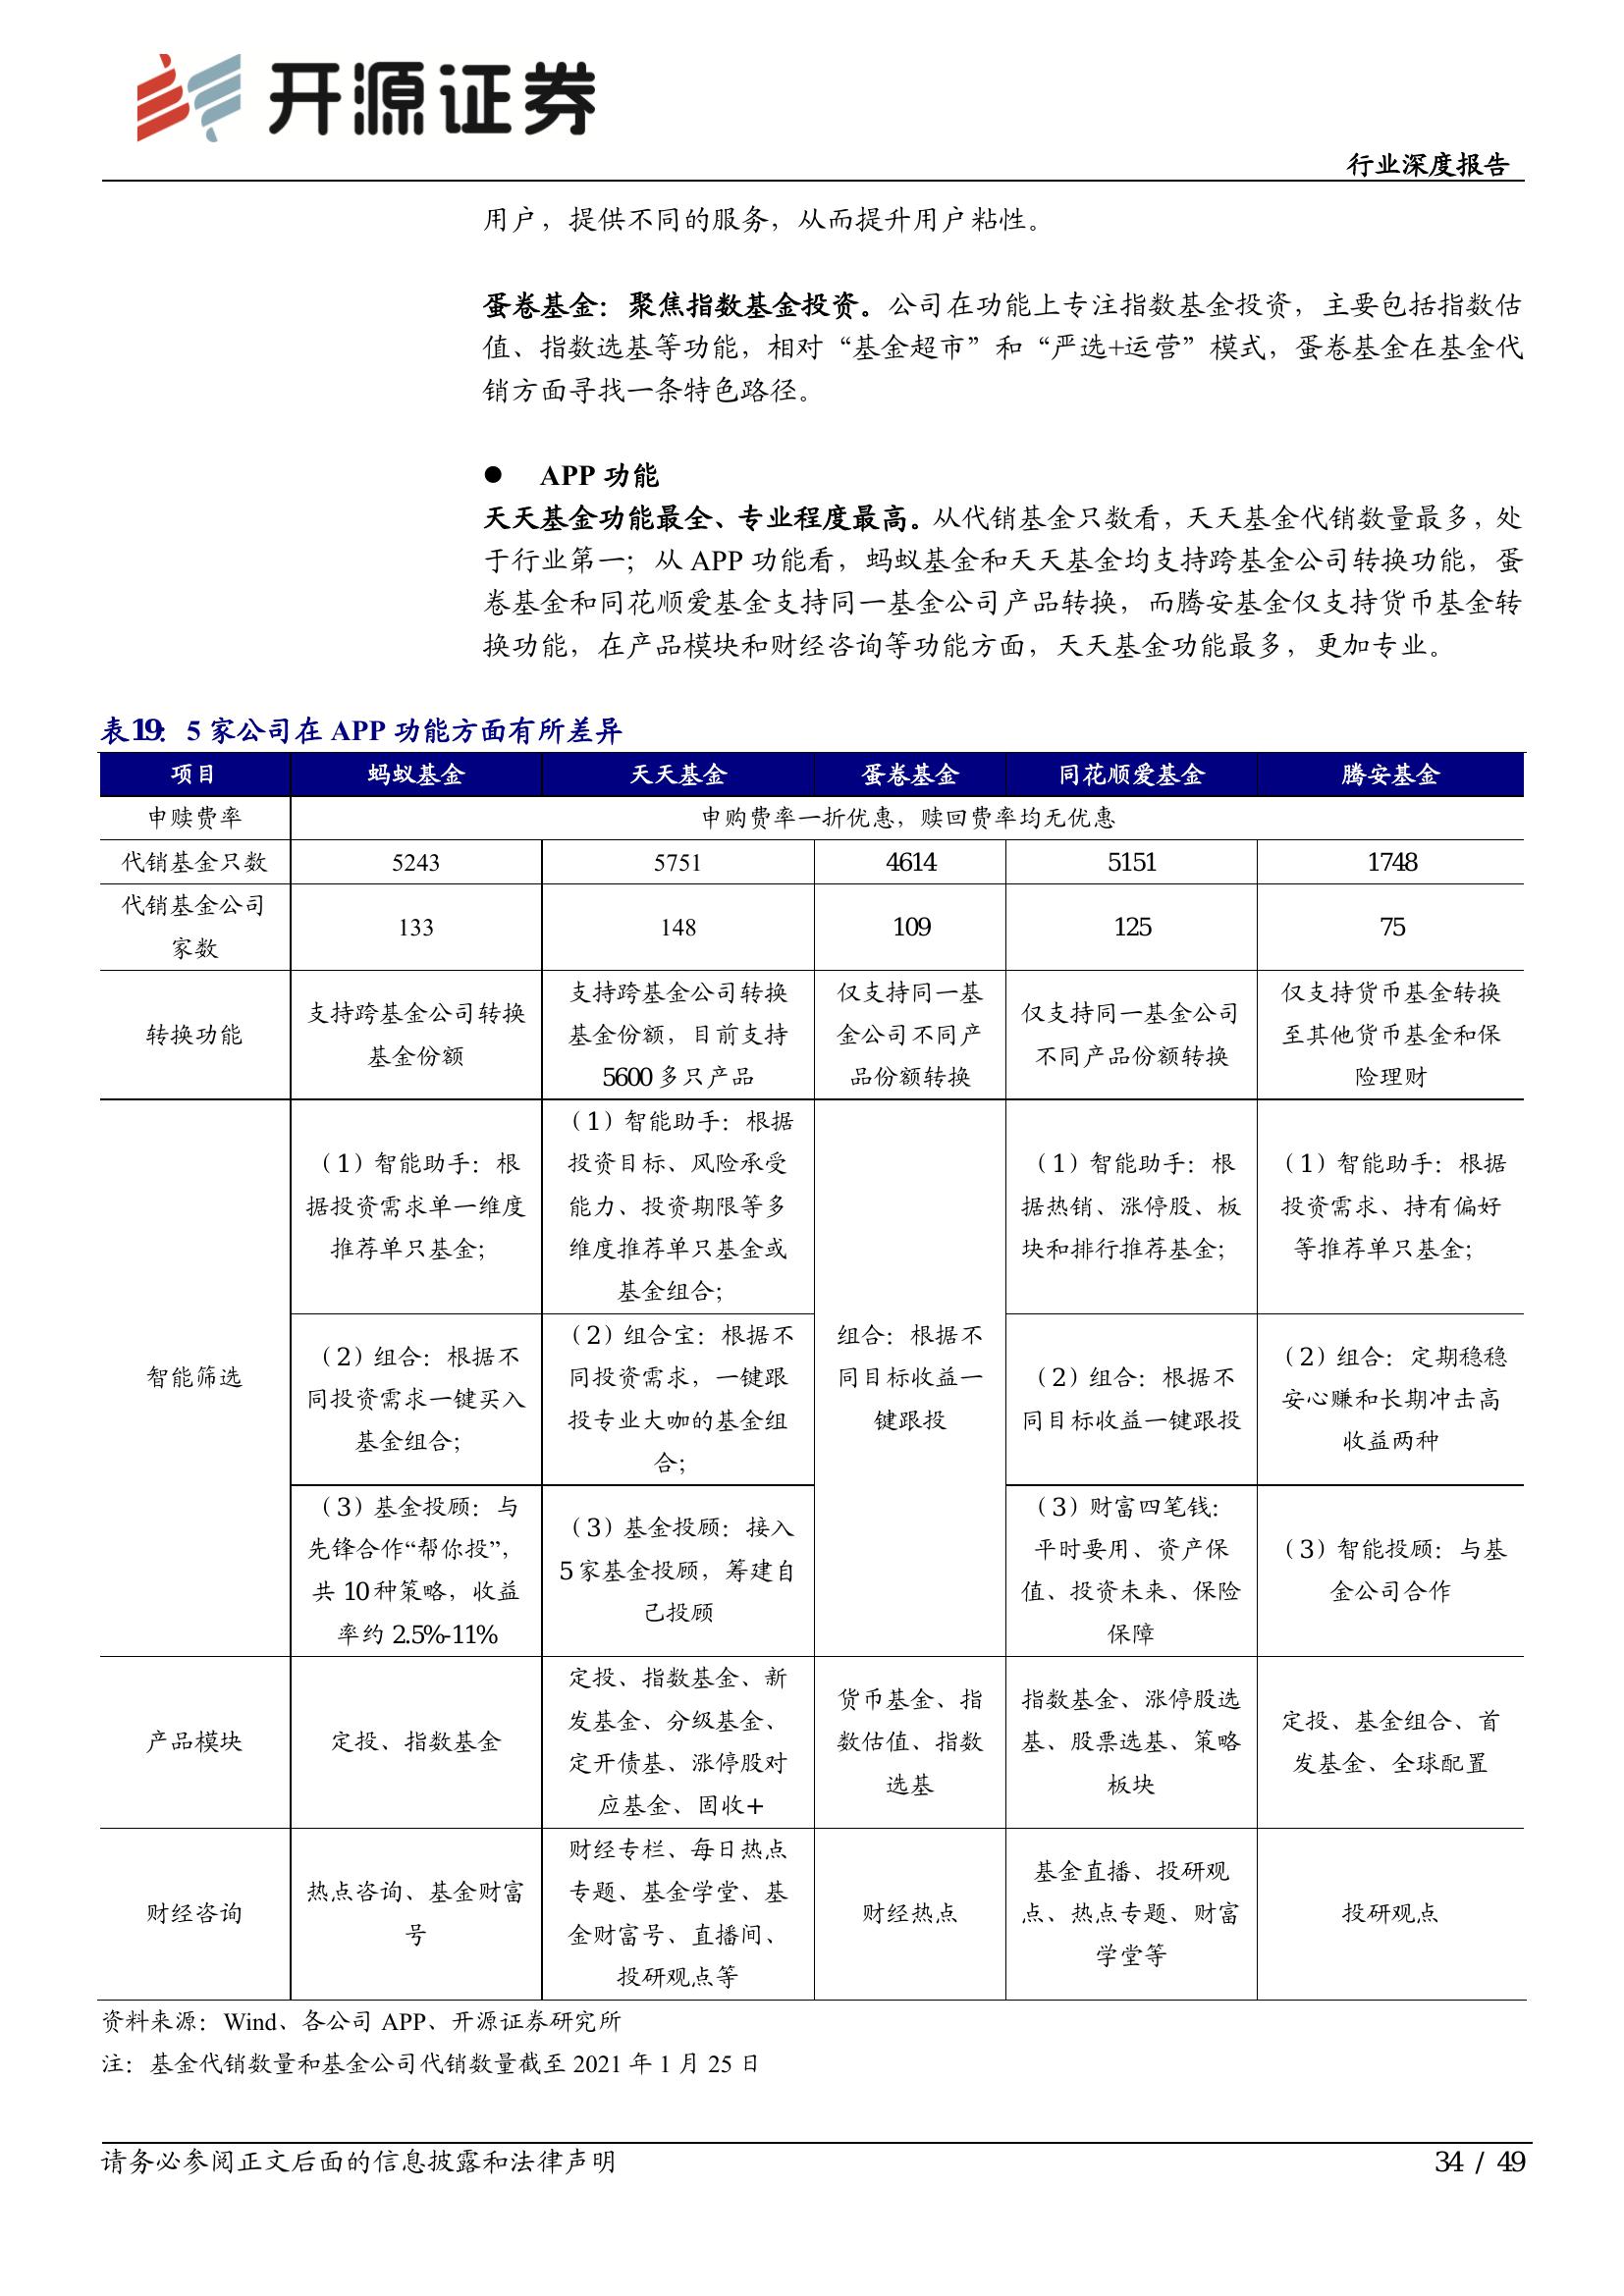 开源证券
行业深度报告
用户，提供不同的服务，从而提升用户粘性。
蛋卷基金：聚焦指数基金投资。公司在功能上专注指数基金投资，主要包括指数估
值、指数选基等功能，相对“基金超市”和“严选+运营”模式，蛋卷基金在基金代
销方面寻找一条特色路径。
● APP 功能
天天基金功能最全、专业程度最高。从代销基金只数看，天天基金代销数量最多，处
于行业第一；从 APP 功能看，蚂蚁基金和天天基金均支持跨基金公司转换功能，蛋
卷基金和同花顺爱基金支持同一基金公司产品转换，而腾安基金仅支持货币基金转
换功能，在产品模块和财经咨询等功能方面，天天基金功能最多，更加专业。
表19：5 家公司在 APP 功能方面有所差异
项目 蚂蚁基金 天天基金 蛋卷基金 同花顺爱基金 腾安基金
申赎费率 申购费率一折优惠，赎回费率均无优惠
代销基金只数 5243 5751 4614 5151 1748
代销基金公司
家数
133 148 109 125 75
转换功能
支持跨基金公司转换
基金份额
支持跨基金公司转换
基金份额，目前支持
5600 多只产品
仅支持同一基
金公司不同产
品份额转换
仅支持同一基金公司
不同产品份额转换
仅支持货币基金转换
至其他货币基金和保
险理财
智能筛选
（1）智能助手：根
据投资需求单一维度
推荐单只基金；
（1）智能助手：根据
投资目标、风险承受
能力、投资期限等多
维度推荐单只基金或
基金组合；
组合：根据不
同目标收益一
键跟投
（1）智能助手：根
据热销、涨停股、板
块和排行推荐基金；
（1）智能助手：根据
投资需求、持有偏好
等推荐单只基金；
（2）组合：根据不
同投资需求一键买入
基金组合；
（2）组合宝：根据不
同投资需求，一键跟
投专业大咖的基金组
合；
（2）组合：根据不
同目标收益一键跟投
（2）组合：定期稳稳
安心赚和长期冲击高
收益两种
（3）基金投顾：与
先锋合作“帮你投”，
共 10 种策略，收益
率约 2.5%-11%
（3）基金投顾：接入
5 家基金投顾，筹建自
己投顾
（3）财富四笔钱：
平时要用、资产保
值、投资未来、保险
保障
（3）智能投顾：与基
金公司合作
产品模块
定投、指数基金
定投、指数基金、新
发基金、分级基金、
定开债基、涨停股对
应基金、固收+
货币基金、指
数估值、指数
选基
指数基金、涨停股选
基、股票选基、策略
板块
定投、基金组合、首
发基金、全球配置
财经咨询
热点咨询、基金财富
号
财经专栏、每日热点
专题、基金学堂、基
金财富号、直播间、
投研观点等
财经热点
基金直播、投研观
点、热点专题、财富
学堂等
投研观点
资料来源：Wind、各公司 APP、开源证券研究所
注：基金代销数量和基金公司代销数量截至 2021 年 1 月 25 日
请务必参阅正文后面的信息披露和法律声明
34 / 49